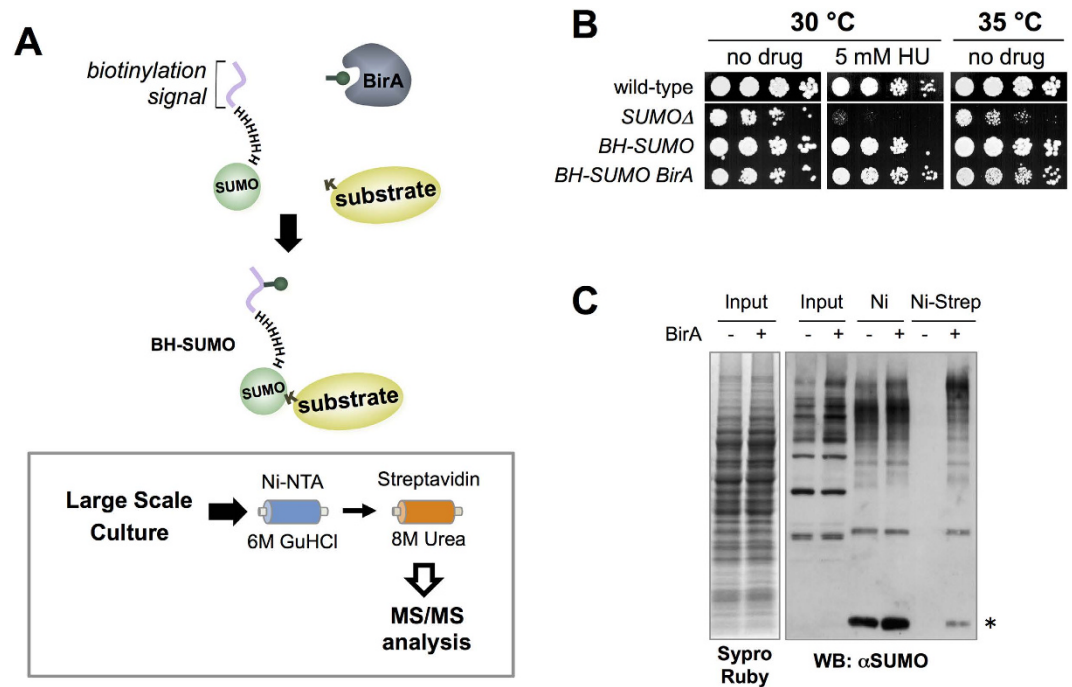 A
biotinylation
signal
BirA
HHHHHH
SUMO
K
substrate
HHHHHH
BH-SUMO
SUMO
K
substrate
Large Scale
Culture
Ni-NTA
6M GuHCl
Streptavidin
8M Urea
MS/MS
analysis
B
30 °C 35 °C
no drug 5 mM HU no drug
wild-type
SUMOΔ
BH-SUMO
BH-SUMO BirA
C
Input Input Ni Ni-Strep
BirA - + - + - + - +
*
Sypro
Ruby
WB: αSUMO